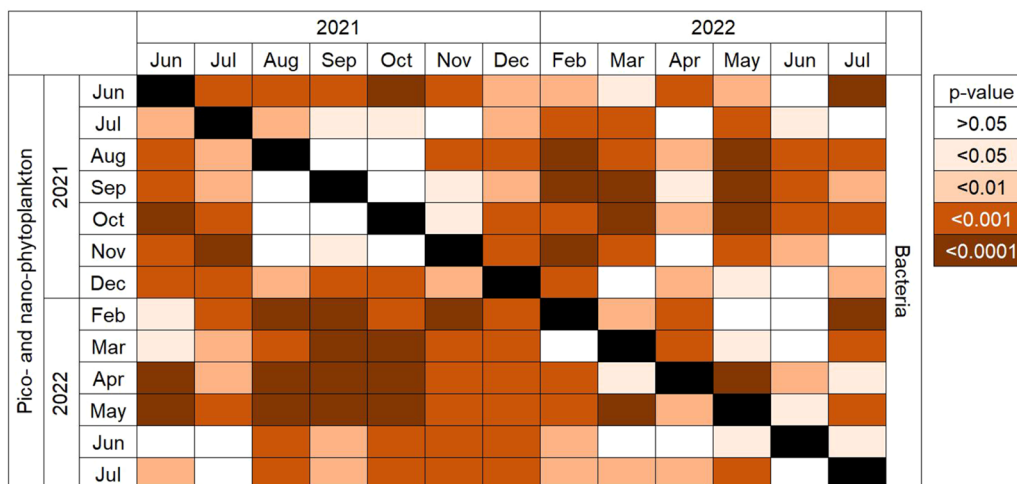 2021 2022
Jun Jul Aug Sep Oct Nov Dec Feb Mar Apr May Jun Jul
Pico- and nano-phytoplankton
2021
Jun
Jul
Aug
Sep
Oct
Nov
Dec
2022
Feb
Mar
Apr
May
Jun
Jul
Bacteria
p-value
>0.05
<0.05
<0.01
<0.001
<0.0001